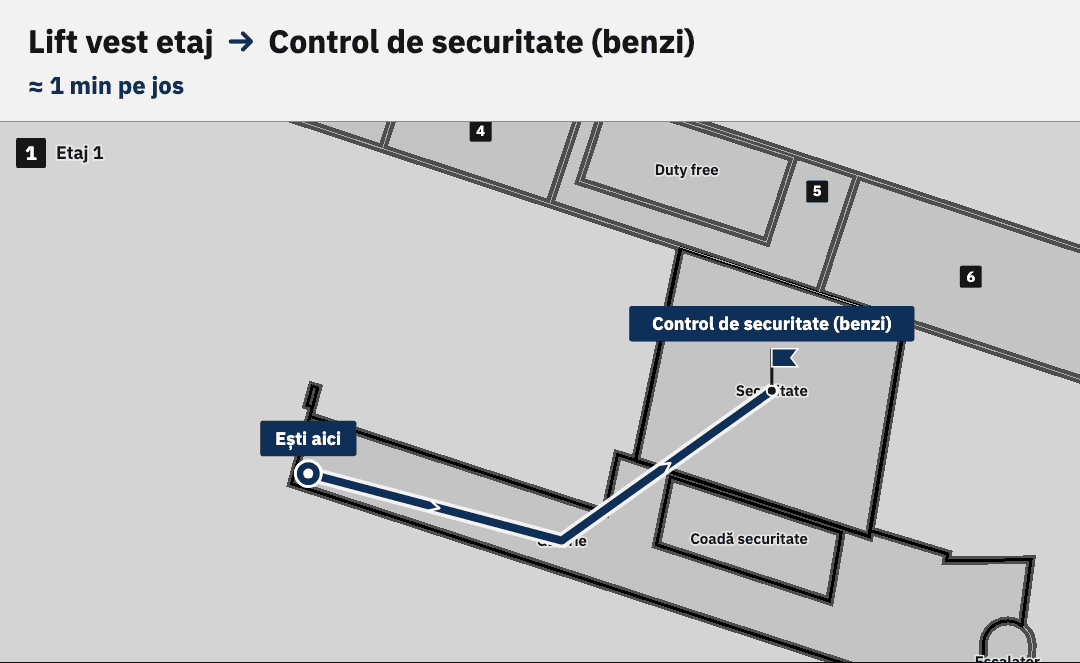 Lift vest etaj → Control de securitate (benzi)
≈ 1 min pe jos
1 Etaj 1
4
Duty free
5
6
Control de securitate (benzi)
Ești aici
Coadă securitate
Escalator